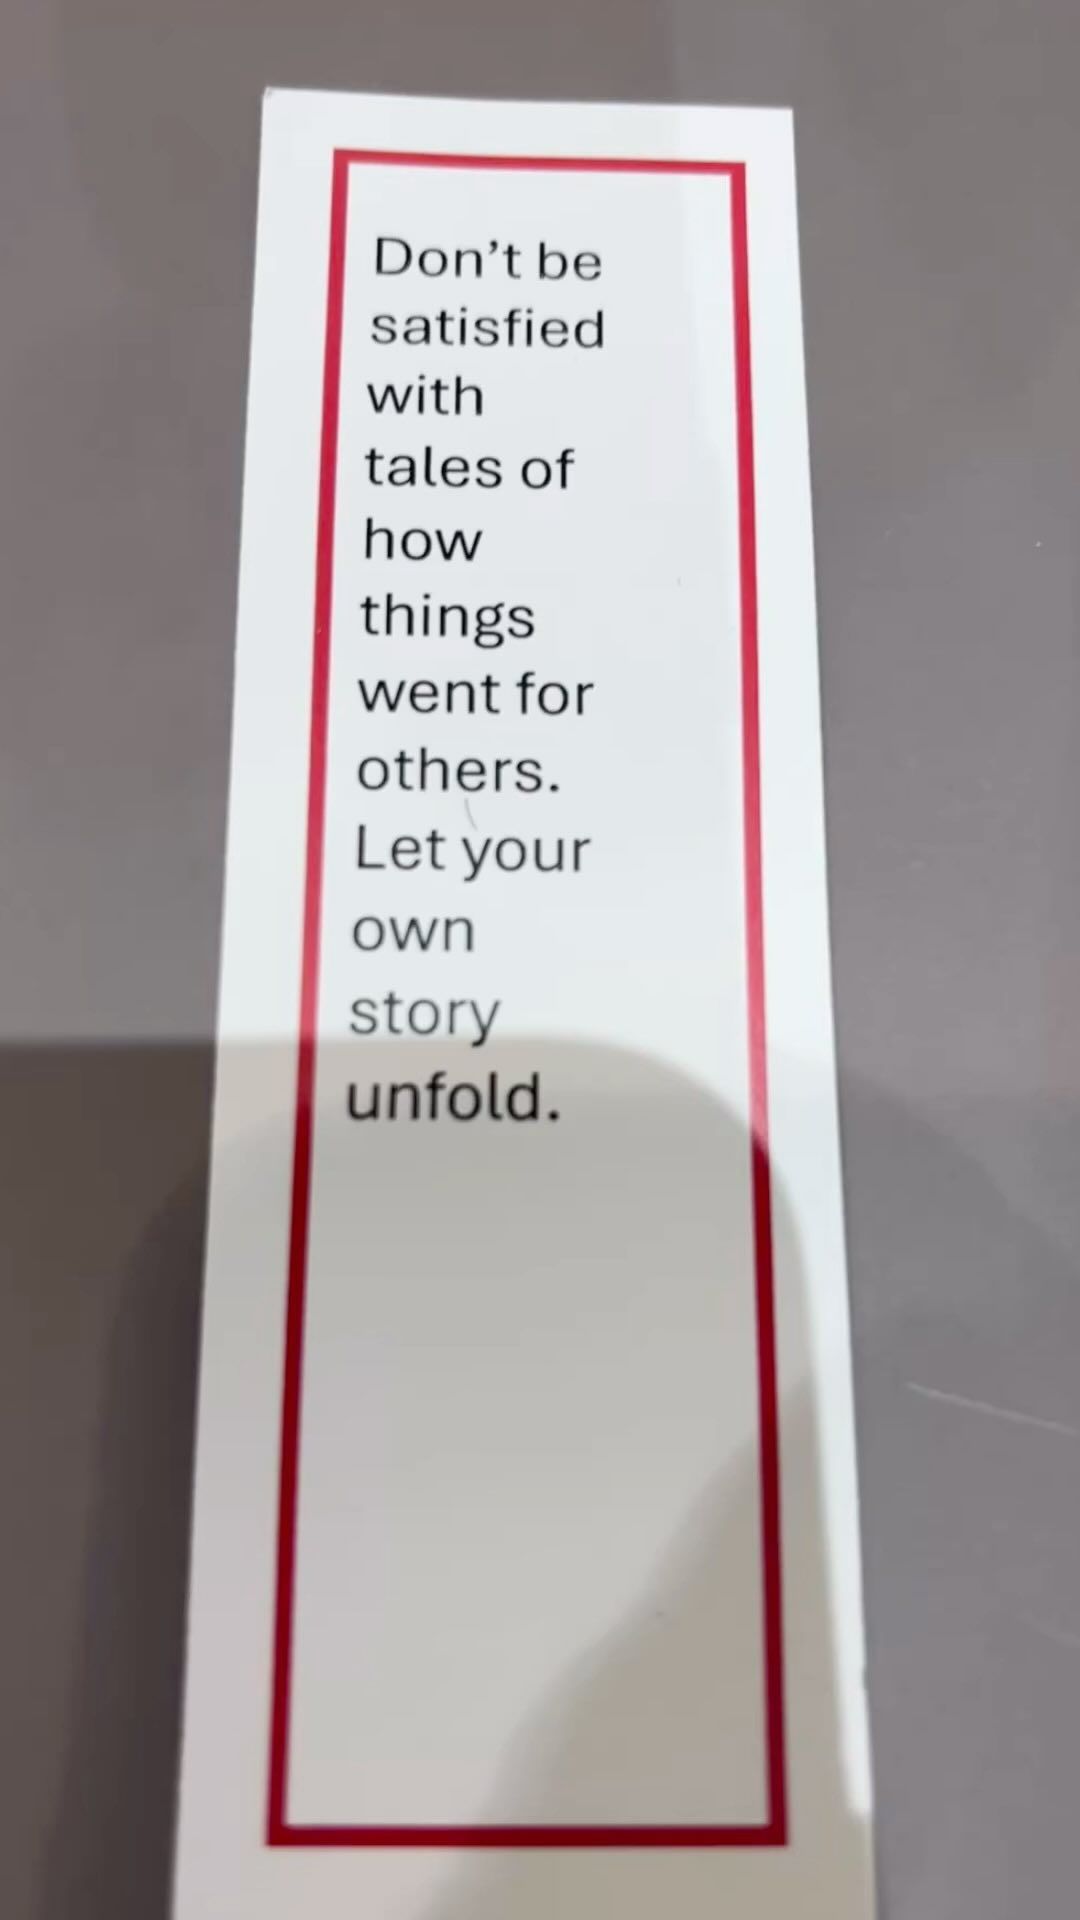 Don’t be
satisfied
with
tales of
how
things
went for
others.
Let your
own
story
unfold.